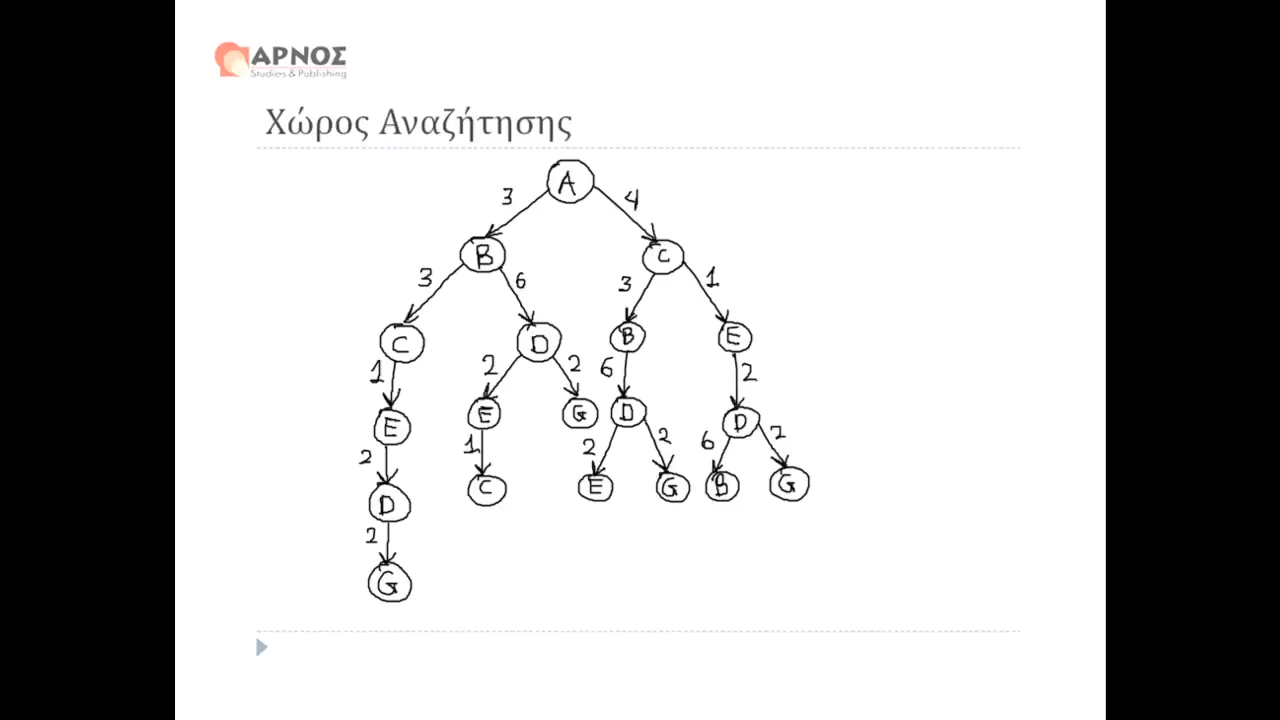 ΑΡΝΟΣ
Studies & Publishing
Χώρος Αναζήτησης
A
3 4
B C
3 6 3 1
C D B E
1 2 2 6 2
E E G D D
2 1 2 2 6 2
D C E G B G
2
G